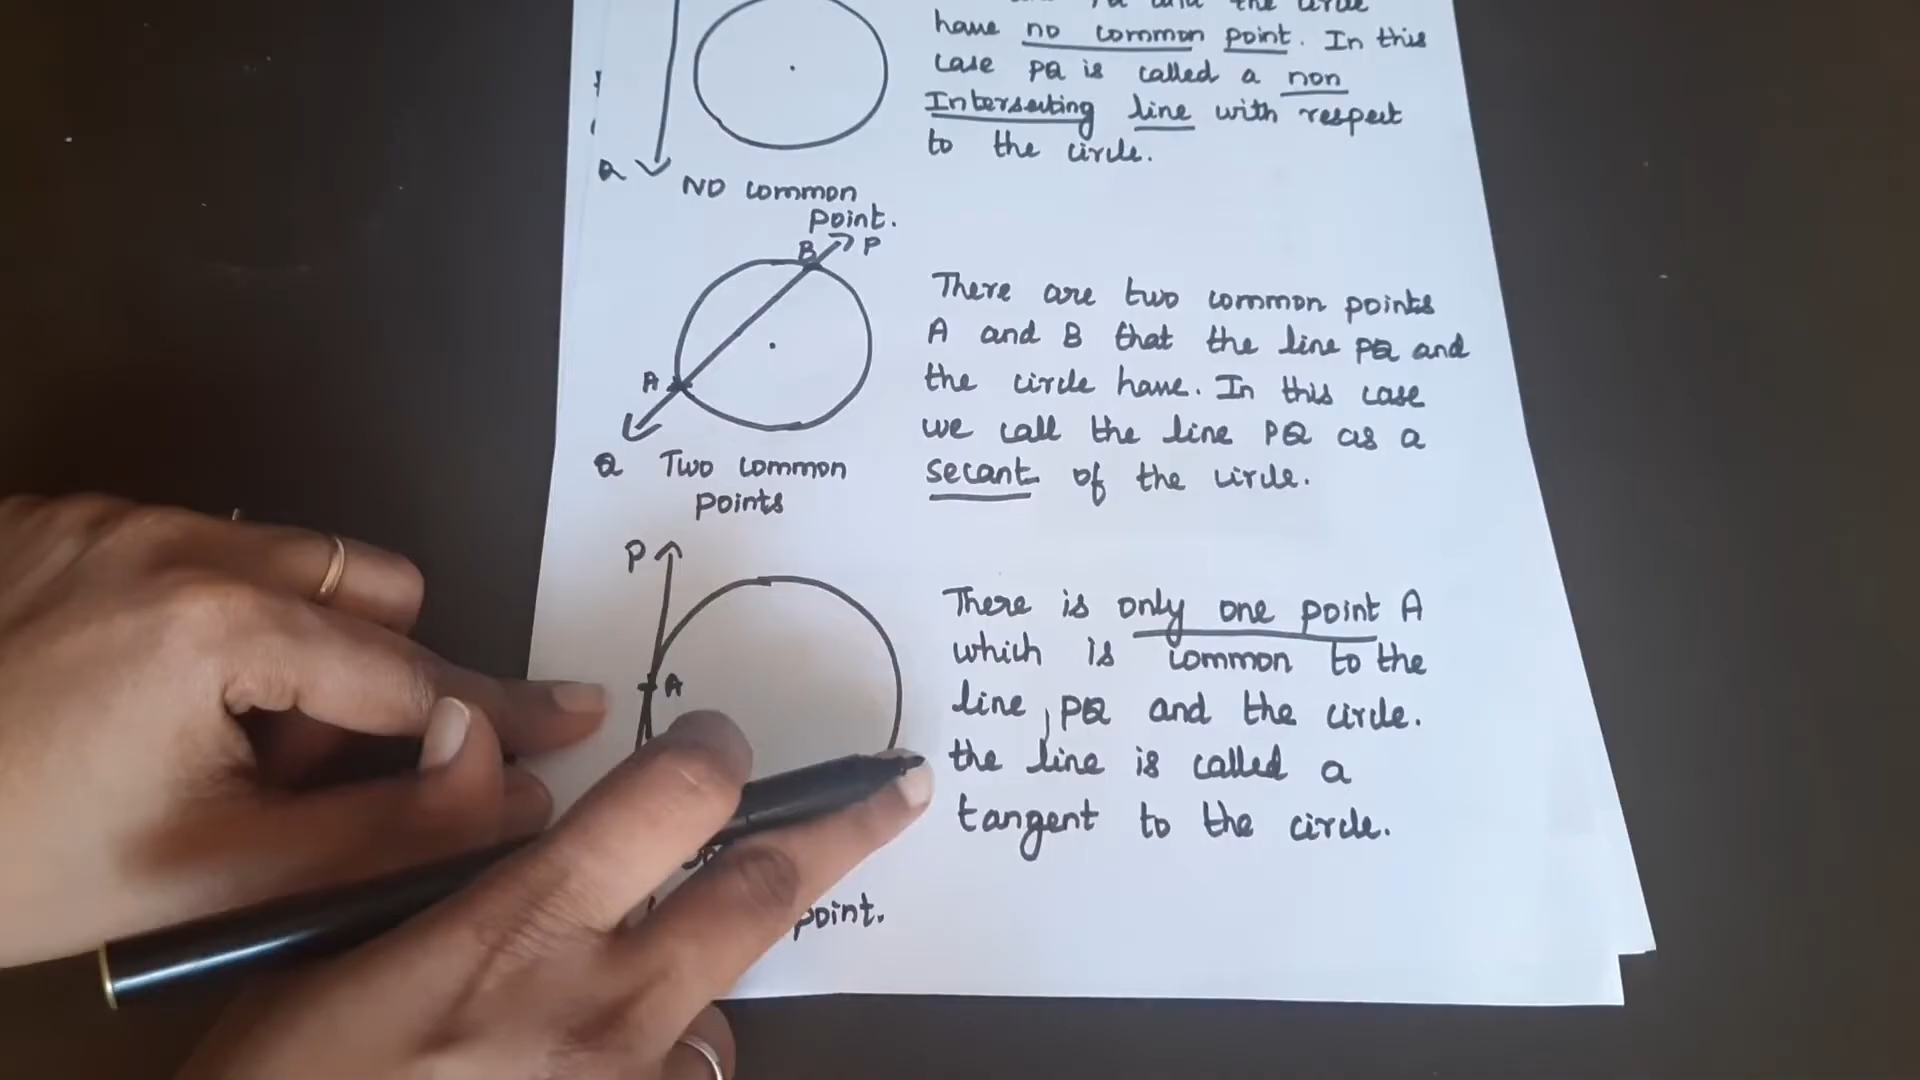 and the circle
have no common point. In this
case PQ is called a non
Intersecting line with respect
to the circle.
Q
NO common
point.
B P
A
Q Two common
points
There are two common points
A and B that the line PQ and
the circle have. In this case
we call the line PQ as a
secant of the circle.
P
A
point.
There is only one point A
which is common to the
line, PQ and the circle.
the line is called a
tangent to the circle.